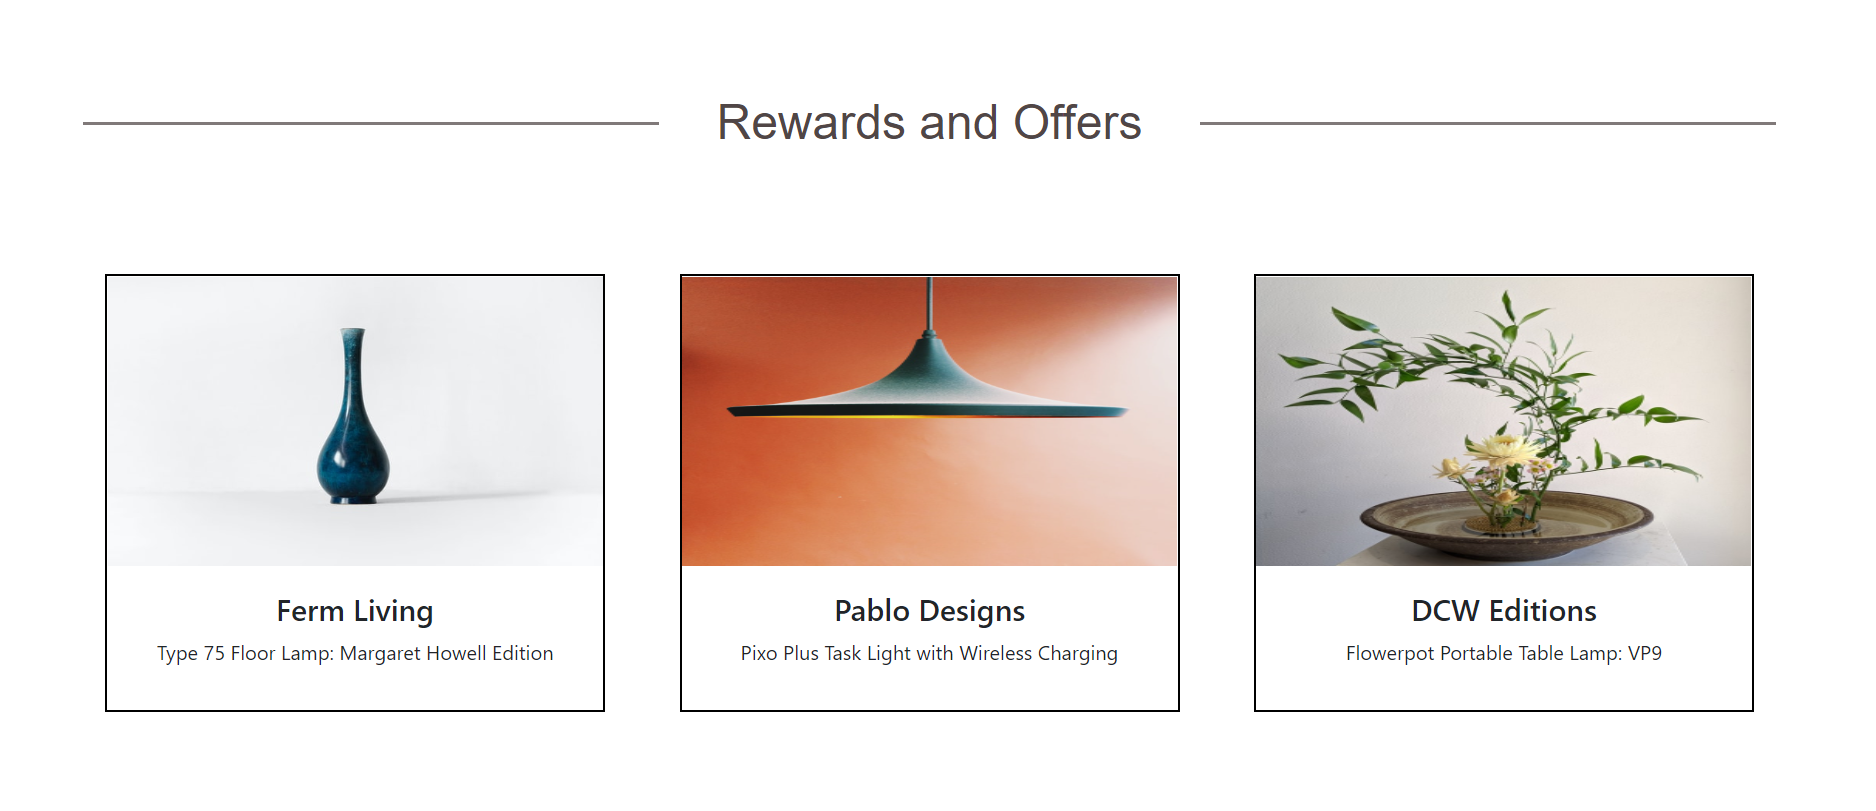 Rewards and Offers
Ferm Living
Type 75 Floor Lamp: Margaret Howell Edition
Pablo Designs
Pixo Plus Task Light with Wireless Charging
DCW Editions
Flowerpot Portable Table Lamp: VP9